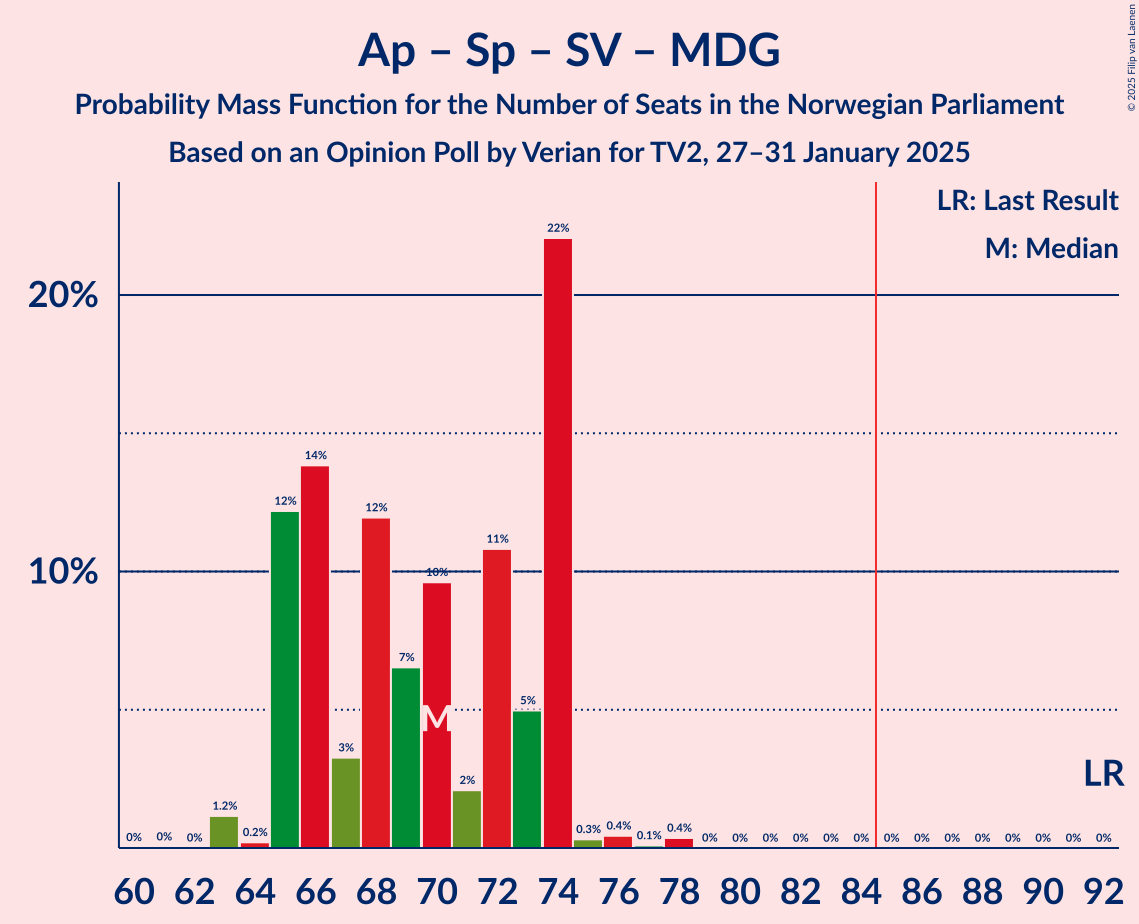 Ap – Sp – SV – MDG
Probability Mass Function for the Number of Seats in the Norwegian Parliament
Based on an Opinion Poll by Verian for TV2, 27–31 January 2025
© 2025 Filip van Laenen
LR: Last Result
M: Median
20%
10%
0% 0% 0% 1.2% 0.2% 12% 14% 3% 12% 7% 10% 2% 11% 5% 22% 0.3% 0.4% 0.1% 0.4% 0% 0% 0% 0% 0% 0% 0% 0% 0% 0% 0% 0% 0% 0%
M
LR
60 62 64 66 68 70 72 74 76 78 80 82 84 86 88 90 92